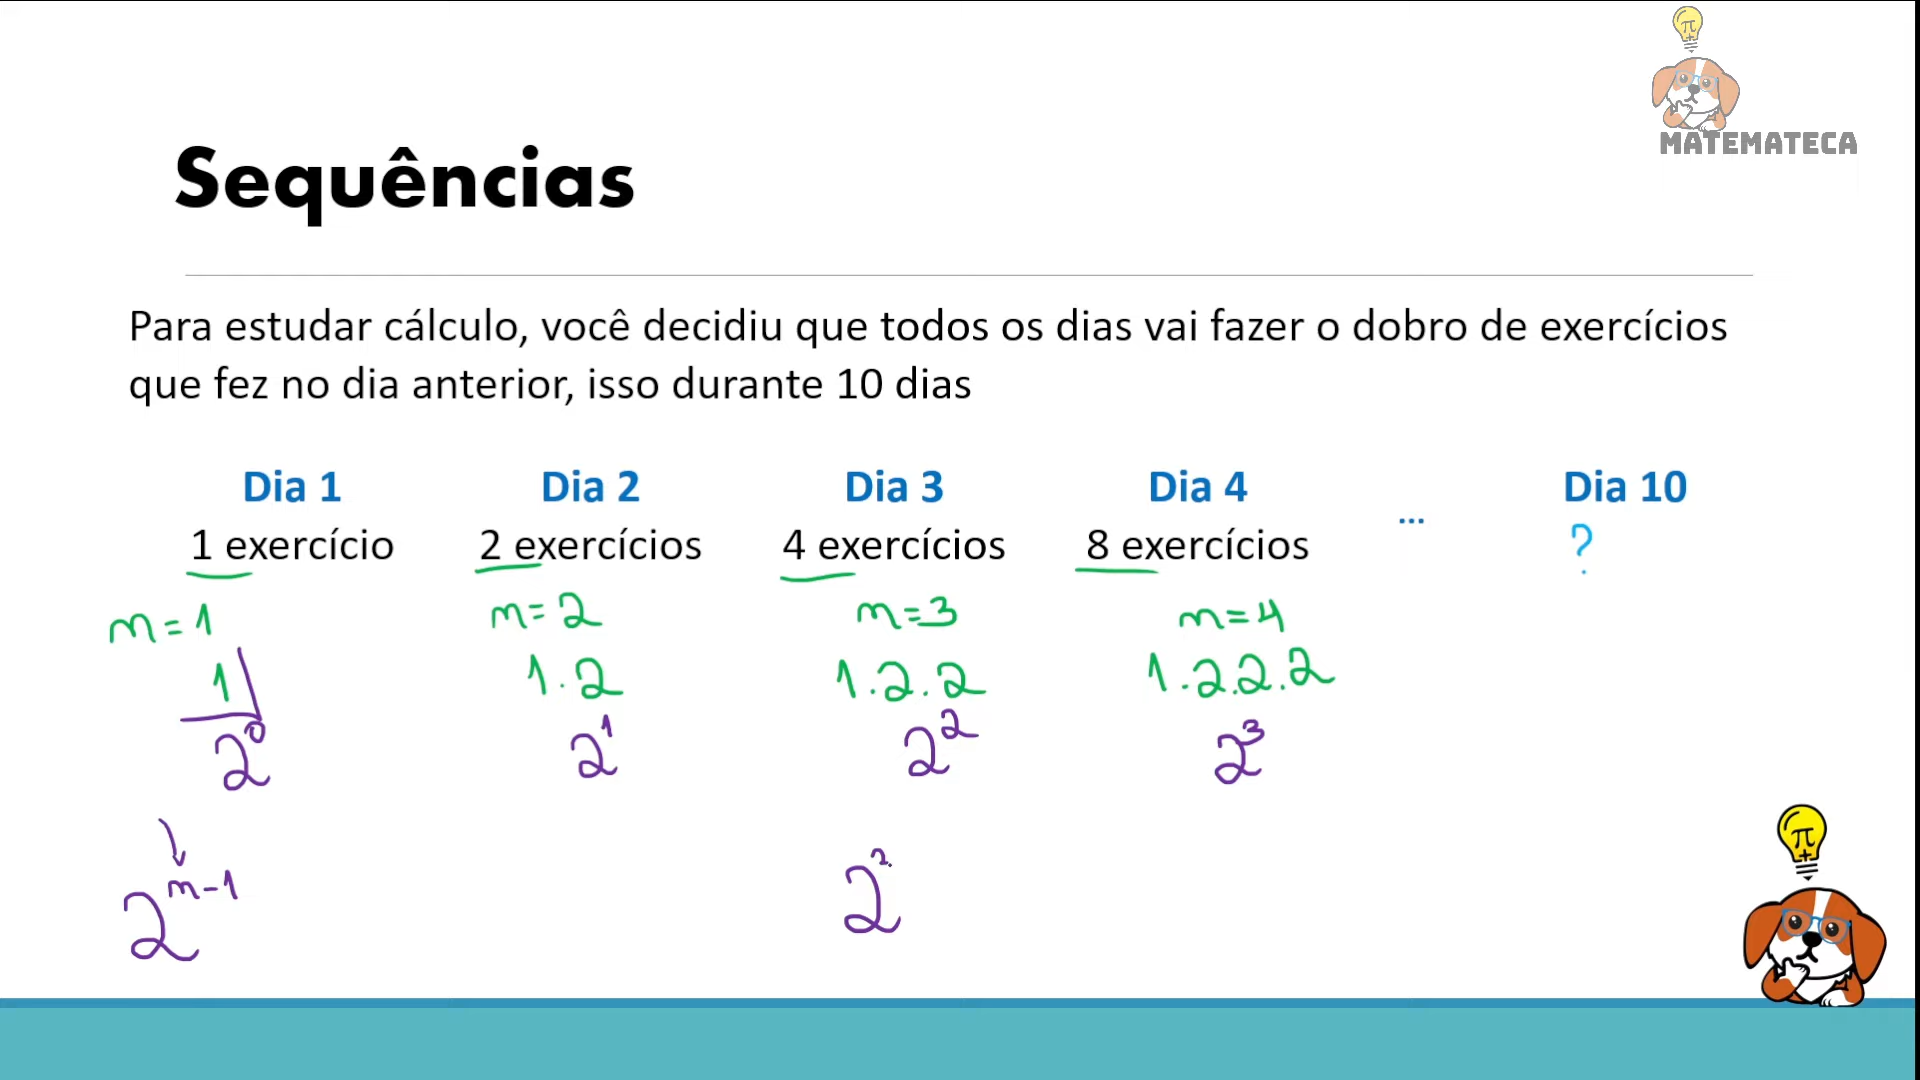 MATEMATECA
Sequências
Para estudar cálculo, você decidiu que todos os dias vai fazer o dobro de exercícios
que fez no dia anterior, isso durante 10 dias
Dia 1 Dia 2 Dia 3 Dia 4 ... Dia 10
1 exercício 2 exercícios 4 exercícios 8 exercícios ?
n=1 n=2 n=3 n=4
1 1.2 1.2.2 1.2.2.2
2⁰ 2¹ 2² 2³
2ⁿ⁻¹